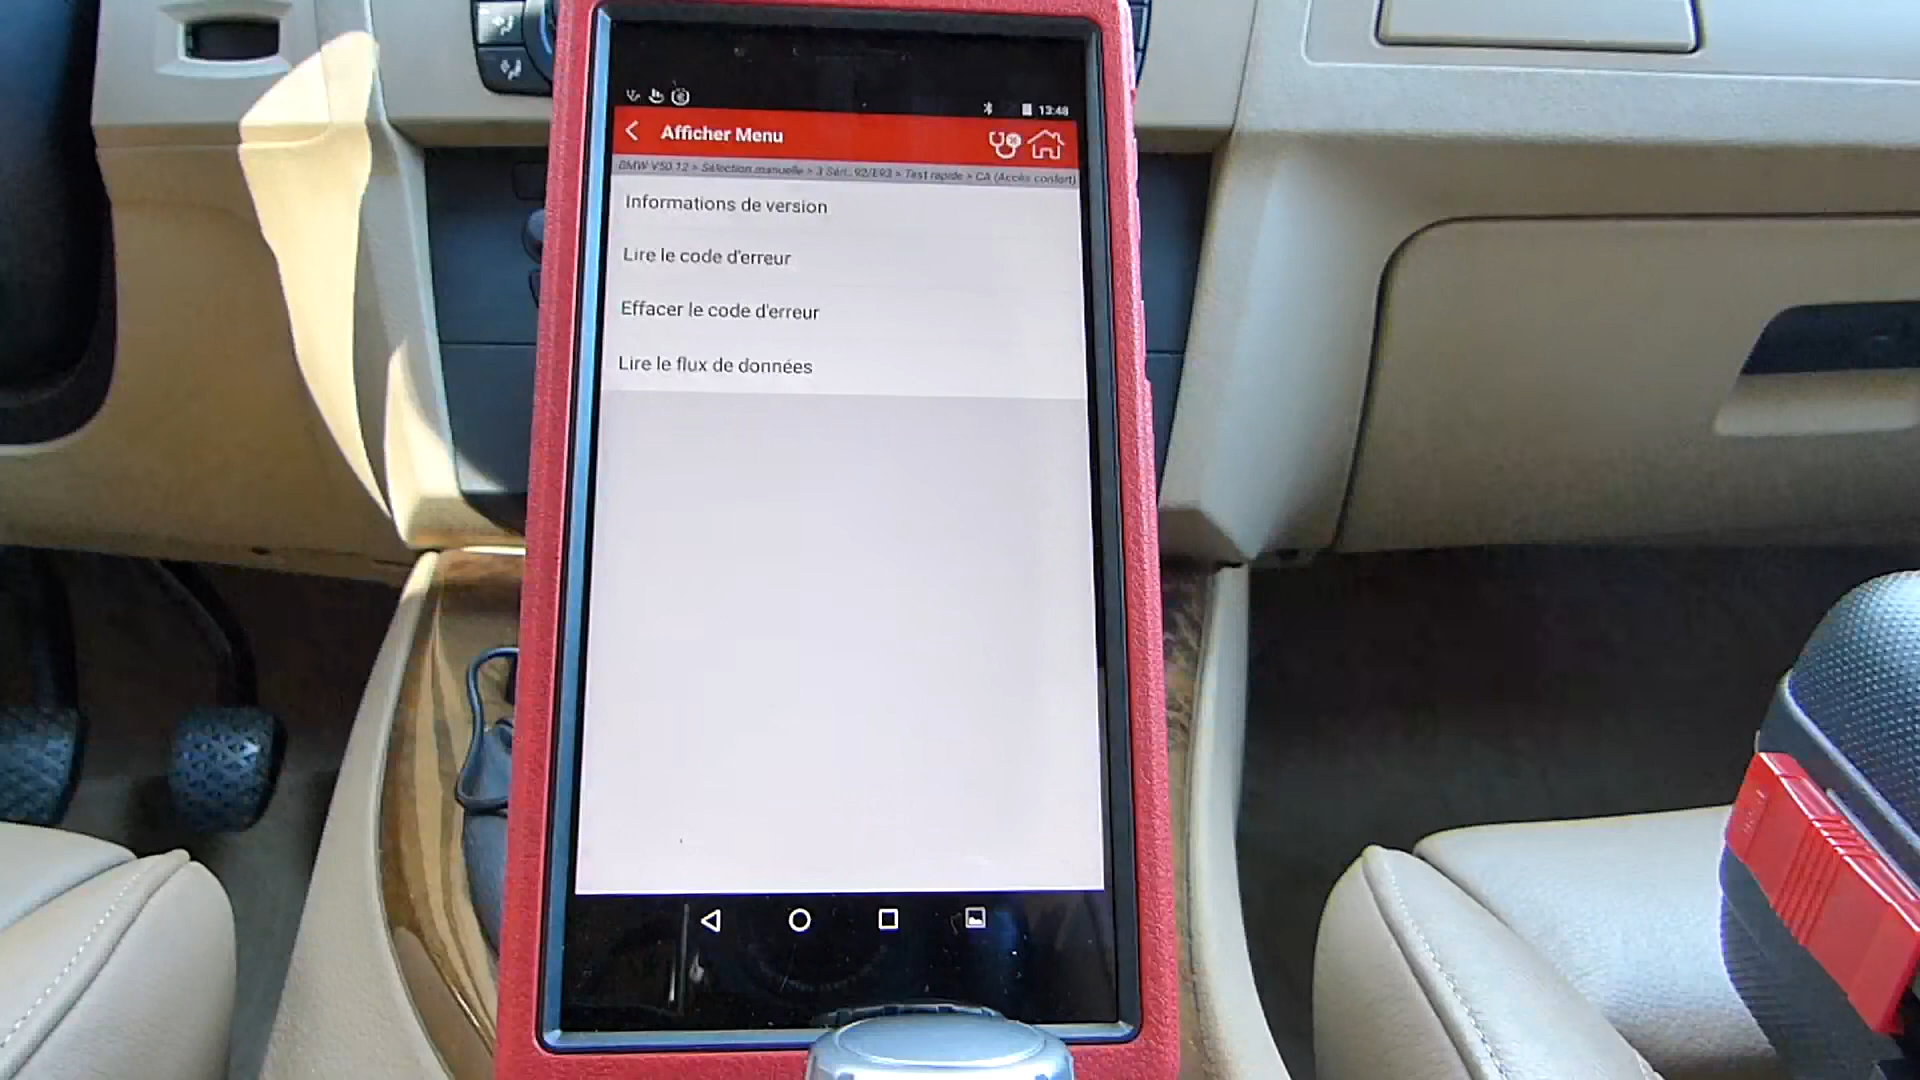 13:48
Afficher Menu
BMW V50.12 > Sélection manuelle > 3 Séri..92/E93 > Test rapide > CA (Accès confort)
Informations de version
Lire le code d'erreur
Effacer le code d'erreur
Lire le flux de données